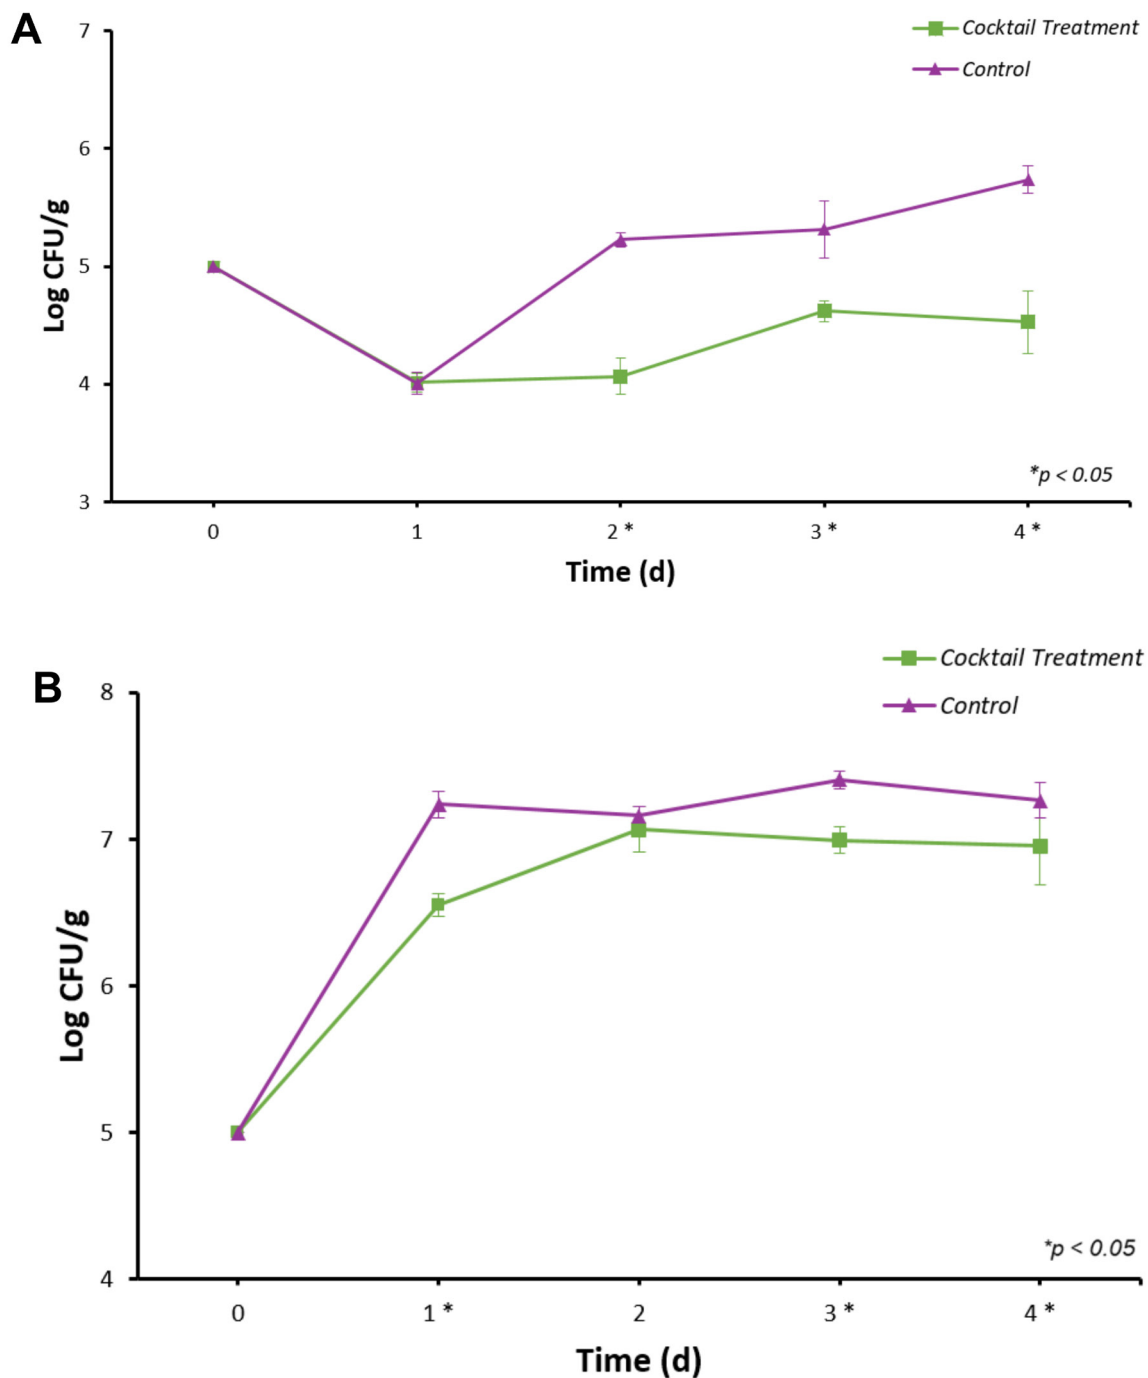 A
Cocktail Treatment
Control
7
6
5
4
3
Log CFU/g
*p < 0.05
0 1 2 * 3 * 4 *
Time (d)
B
Cocktail Treatment
Control
8
7
6
5
4
Log CFU/g
*p < 0.05
0 1 * 2 3 * 4 *
Time (d)